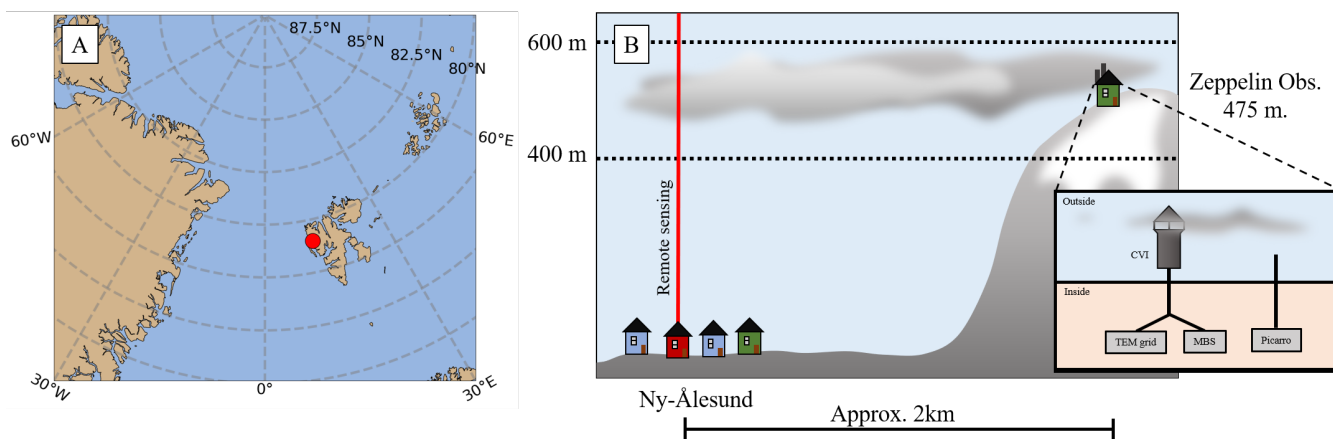 A
87.5°N
85°N
82.5°N
80°N
60°W
60°E
30°W
0°
30°E
B
600 m
400 m
Remote sensing
Zeppelin Obs.
475 m.
Outside
CVI
Inside
TEM grid
MBS
Picarro
Ny-Ålesund
Approx. 2km